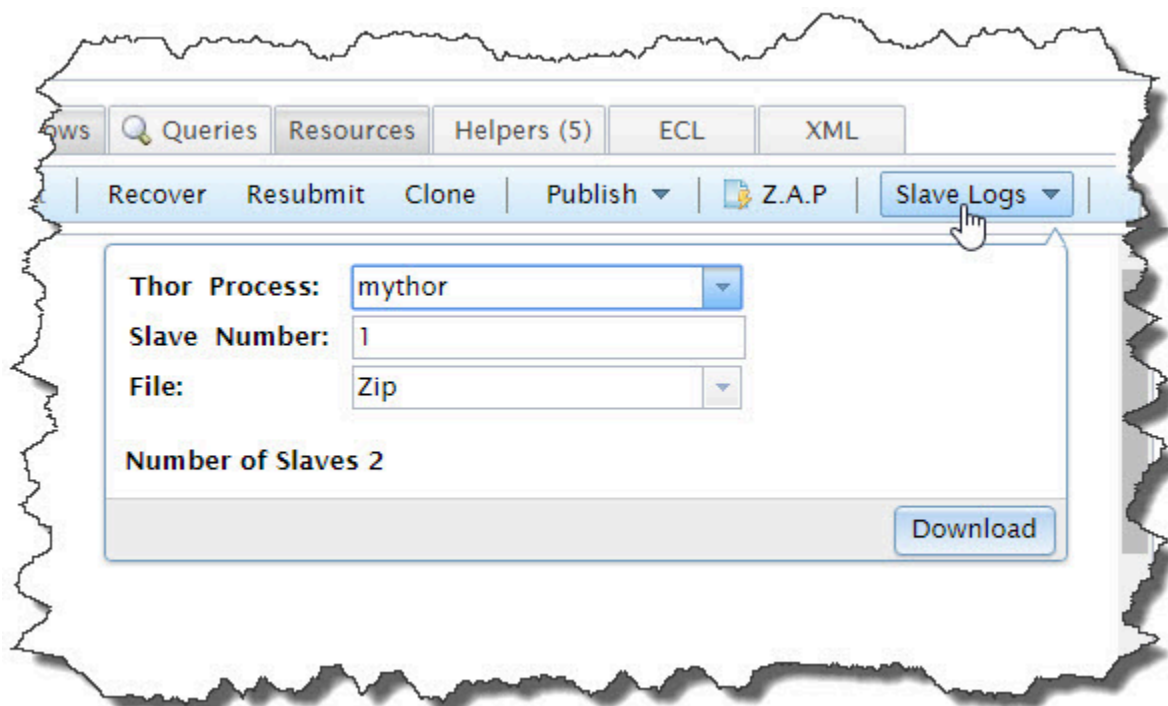 ows Queries Resources Helpers (5) ECL XML
Recover Resubmit Clone Publish Z.A.P Slave Logs
Thor Process: mythor
Slave Number: 1
File: Zip
Number of Slaves 2
Download